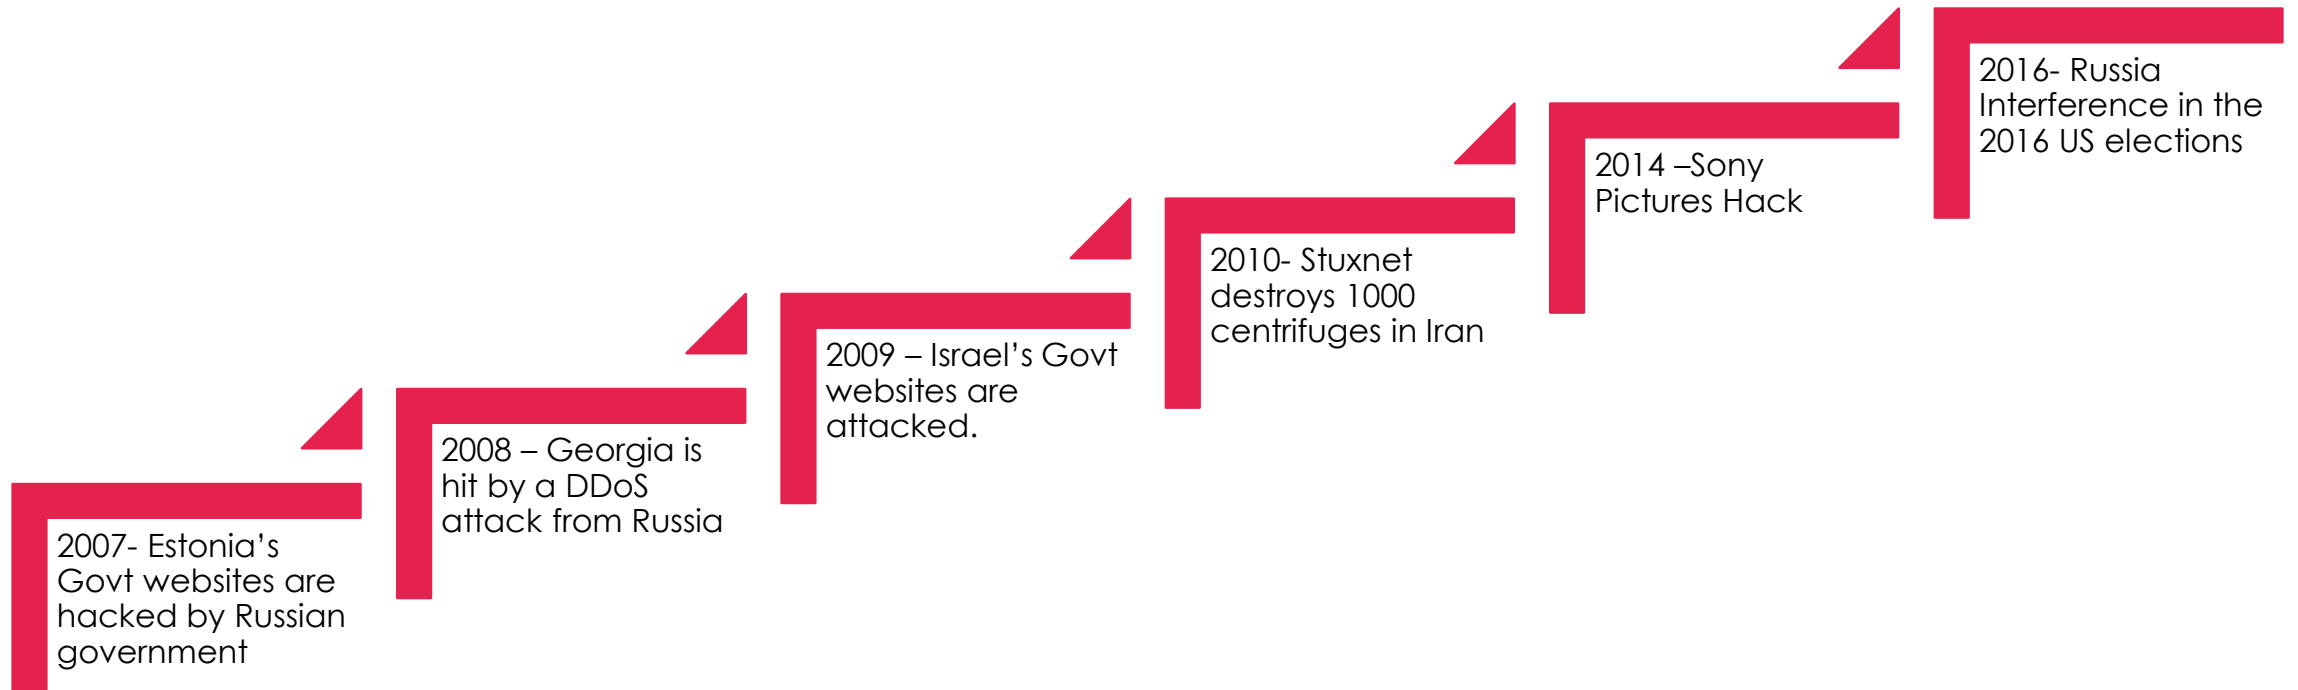 2007- Estonia’s
Govt websites are
hacked by Russian
government
2008 – Georgia is
hit by a DDoS
attack from Russia
2009 – Israel’s Govt
websites are
attacked.
2010- Stuxnet
destroys 1000
centrifuges in Iran
2014 –Sony
Pictures Hack
2016- Russia
Interference in the
2016 US elections